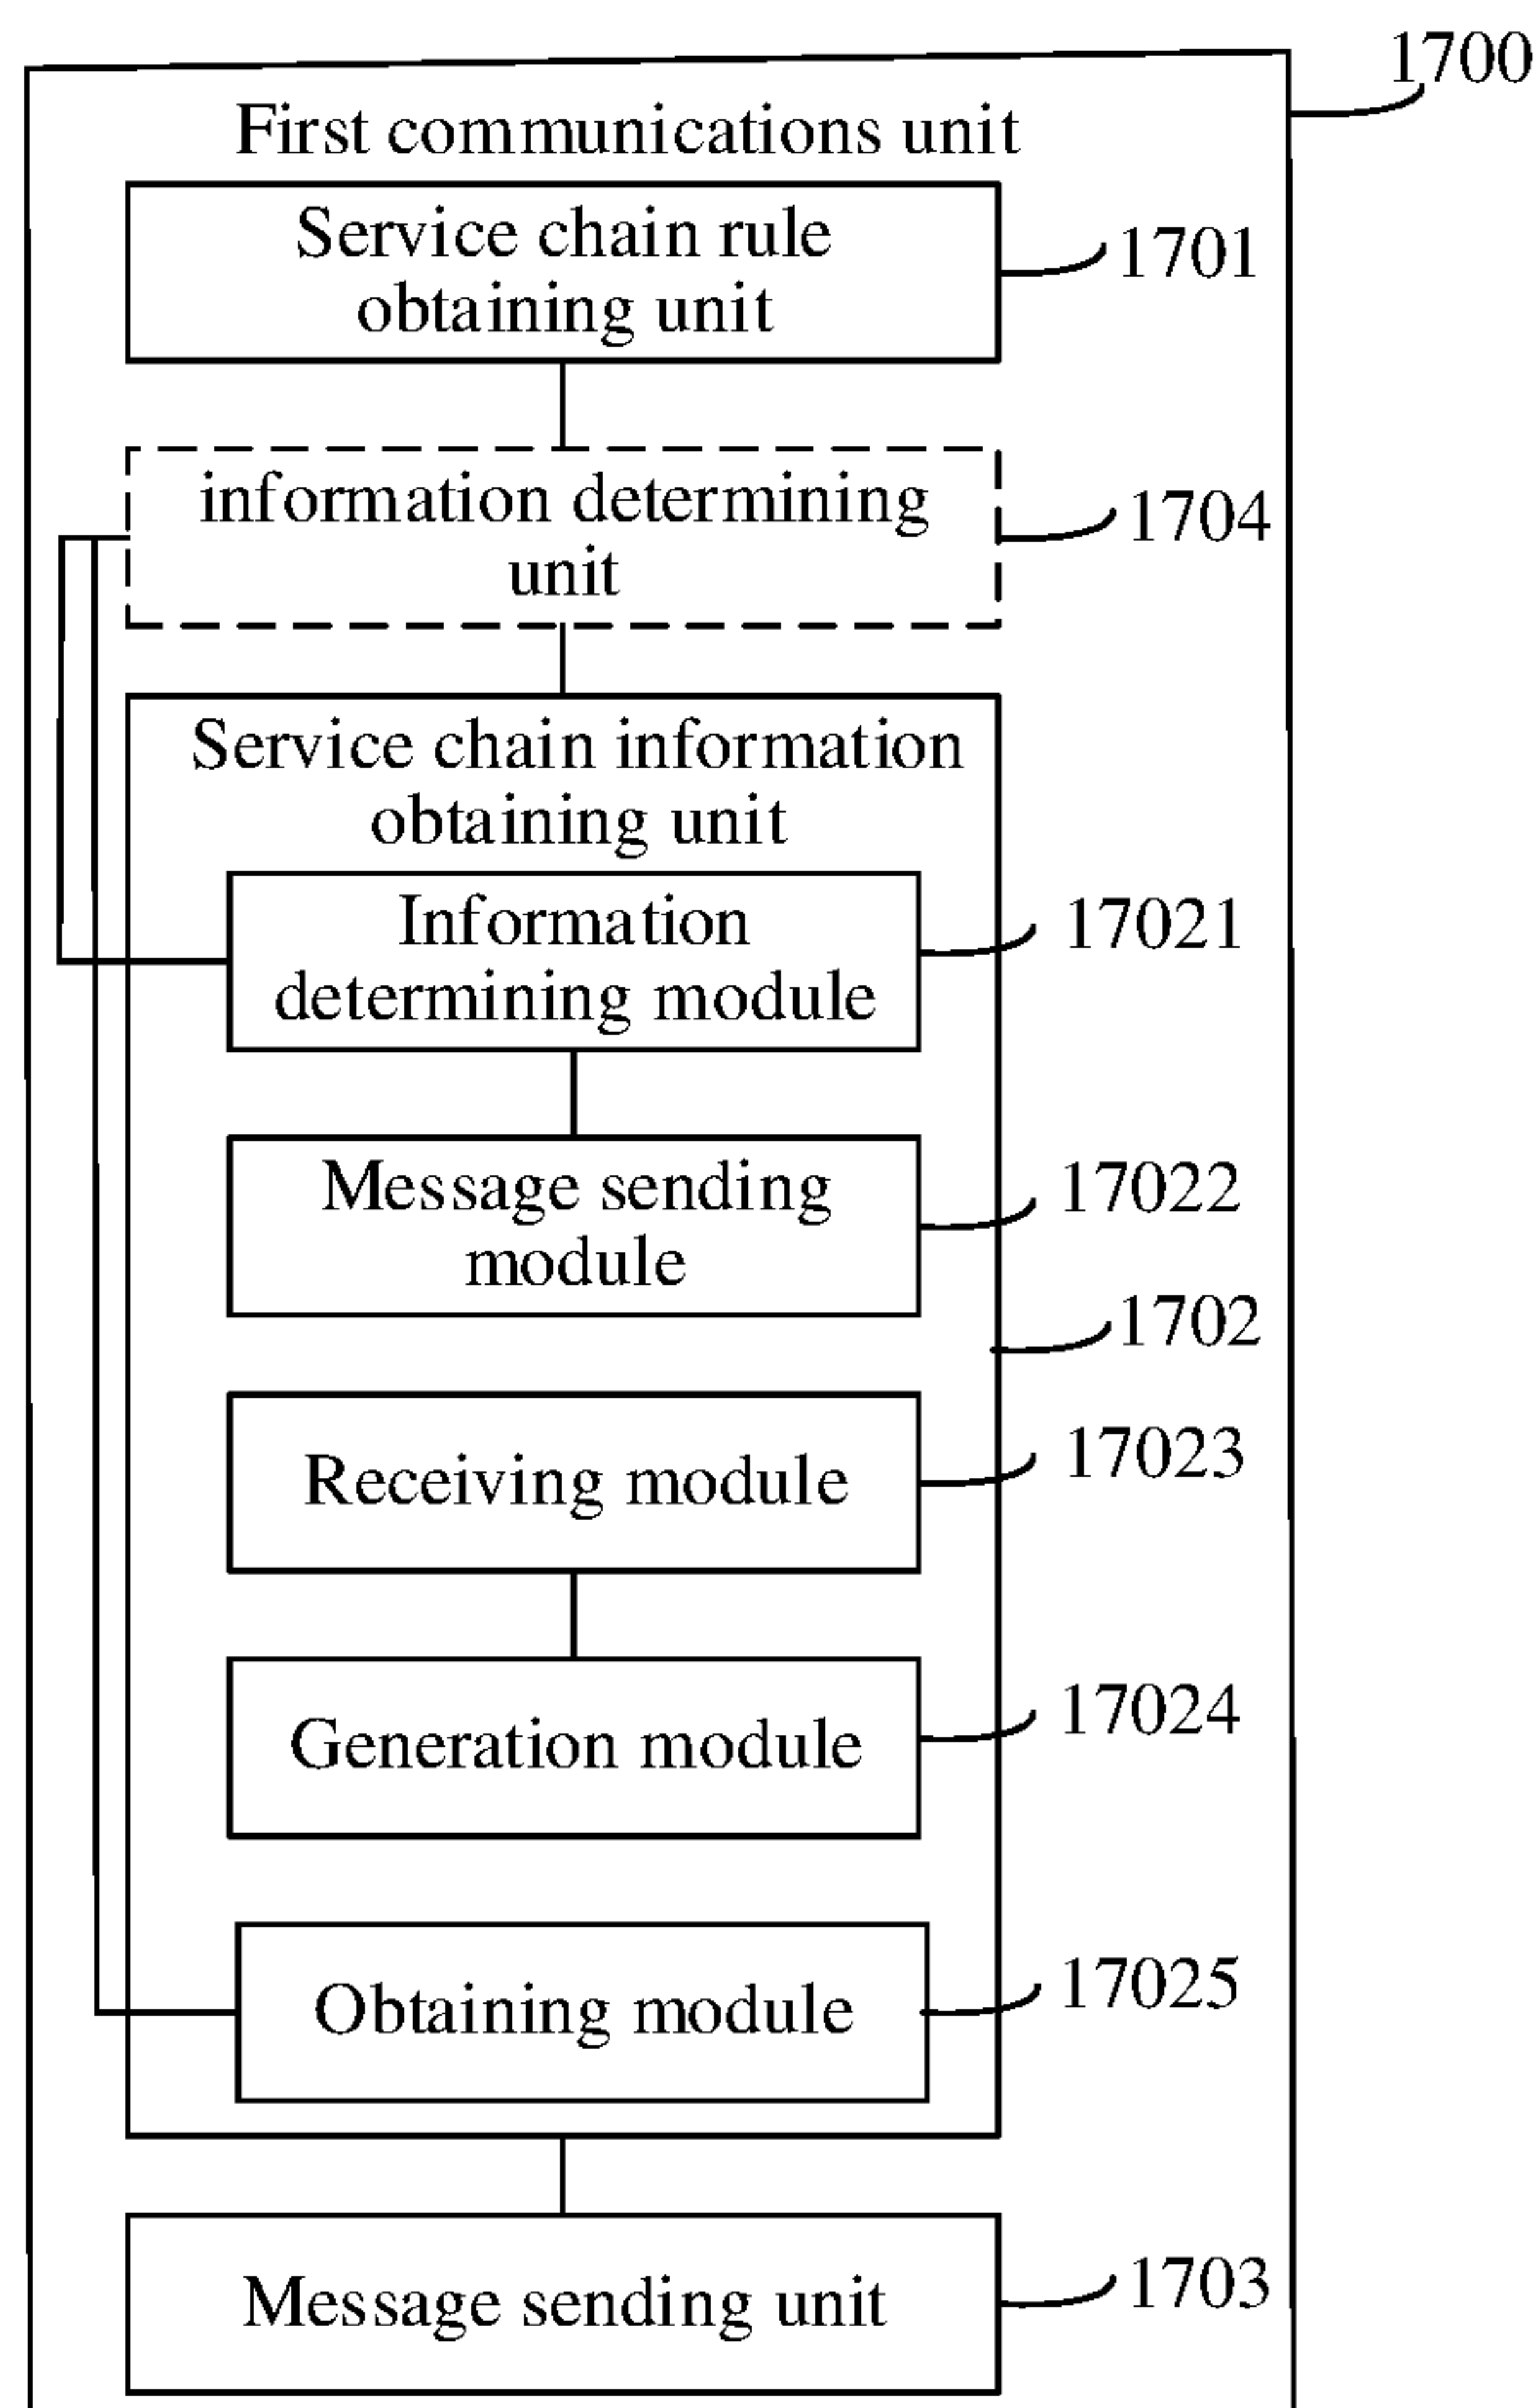 1700
First communications unit
Service chain rule
obtaining unit
1701
information determining
unit
1704
Service chain information
obtaining unit
Information
determining module
17021
Message sending
module
17022
1702
Receiving module
17023
Generation module
17024
Obtaining module
17025
Message sending unit
1703